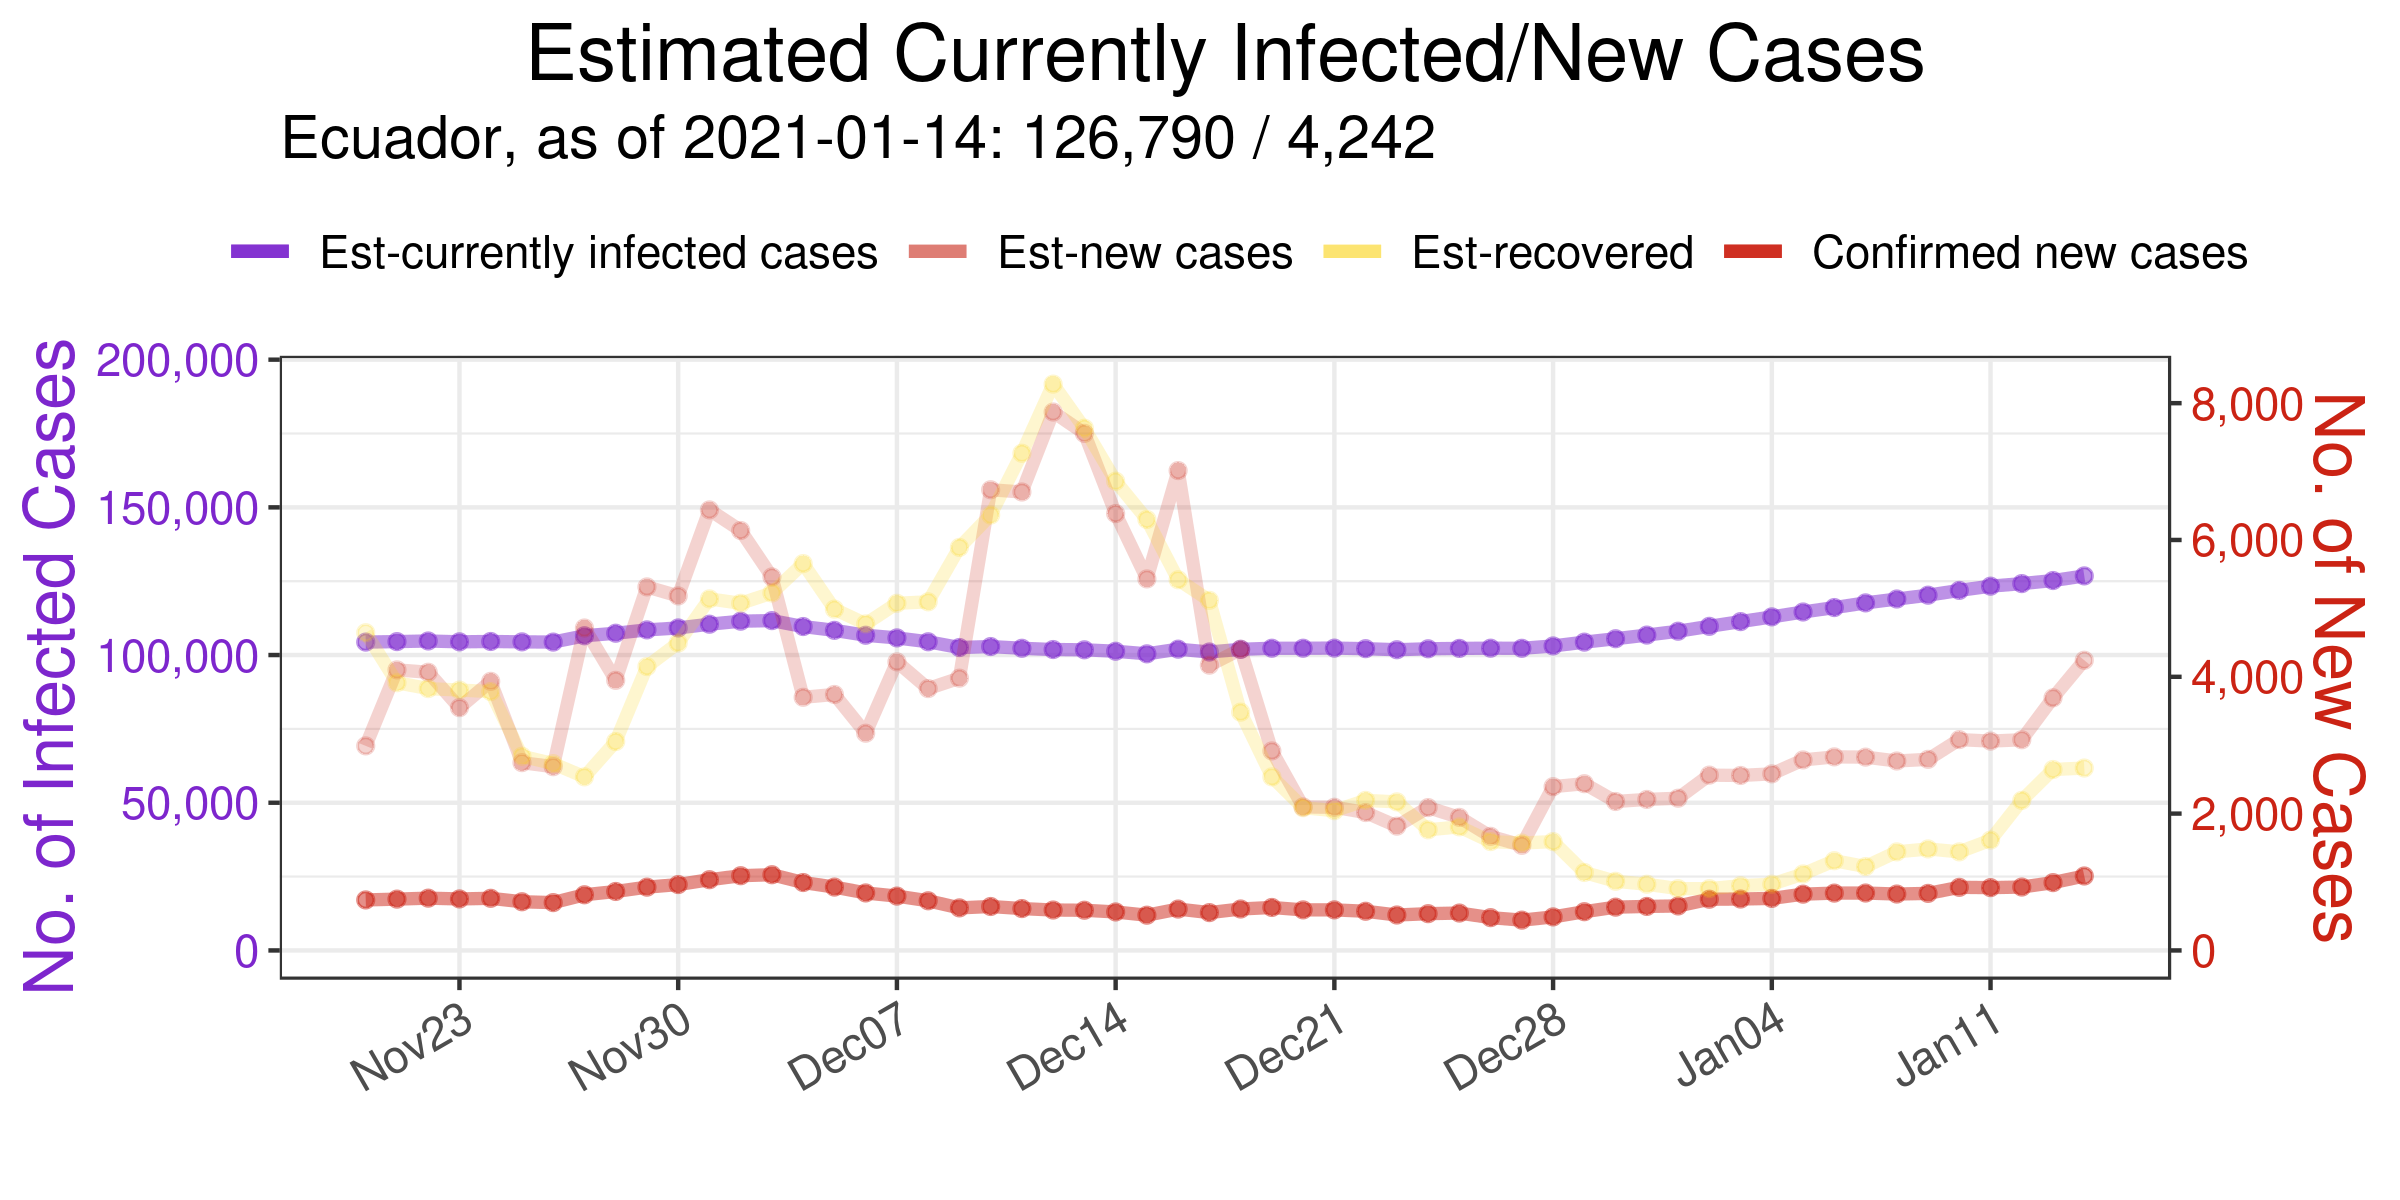 Estimated Currently Infected/New Cases
Ecuador, as of 2021-01-14: 126,790 / 4,242
Est-currently infected cases Est-new cases Est-recovered Confirmed new cases
No. of Infected Cases
200,000
150,000
100,000
50,000
0
8,000
6,000
4,000
2,000
0
No. of New Cases
Nov23 Nov30 Dec07 Dec14 Dec21 Dec28 Jan04 Jan11